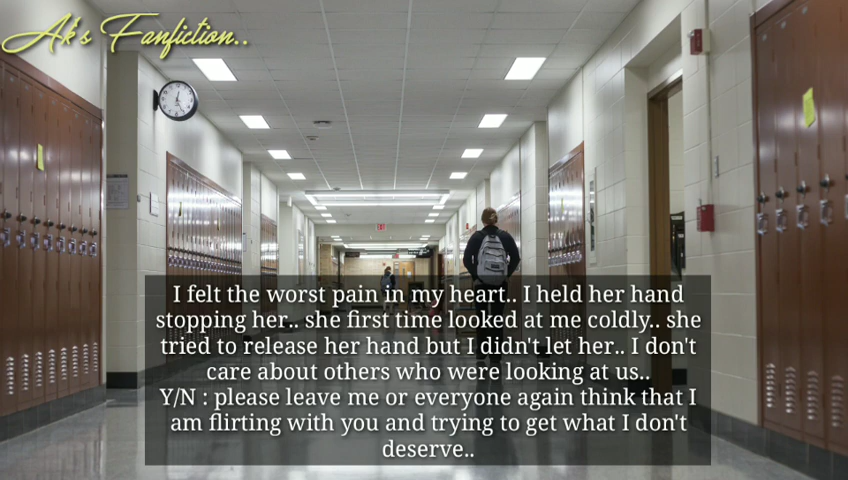 Ak's Fanfiction..
I felt the worst pain in my heart.. I held her hand
stopping her.. she first time looked at me coldly.. she
tried to release her hand but I didn't let her.. I don't
care about others who were looking at us..
Y/N : please leave me or everyone again think that I
am flirting with you and trying to get what I don't
deserve..